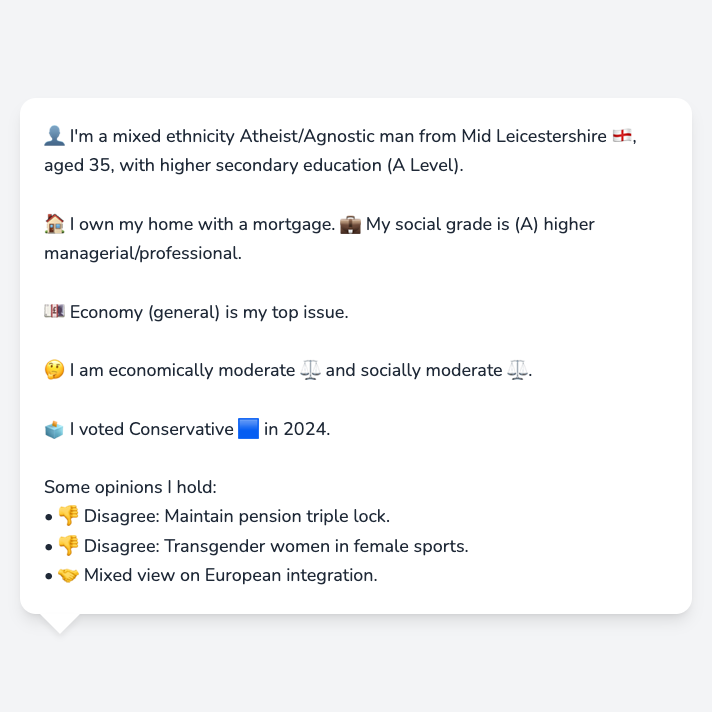 👤 I'm a mixed ethnicity Atheist/Agnostic man from Mid Leicestershire 🏴󠁧󠁢󠁥󠁮󠁧󠁿,
aged 35, with higher secondary education (A Level).
🏠 I own my home with a mortgage. 💼 My social grade is (A) higher
managerial/professional.
💷 Economy (general) is my top issue.
🤔 I am economically moderate ⚖️ and socially moderate ⚖️.
🗳️ I voted Conservative 🟦 in 2024.
Some opinions I hold:
• 👎 Disagree: Maintain pension triple lock.
• 👎 Disagree: Transgender women in female sports.
• 🤝 Mixed view on European integration.